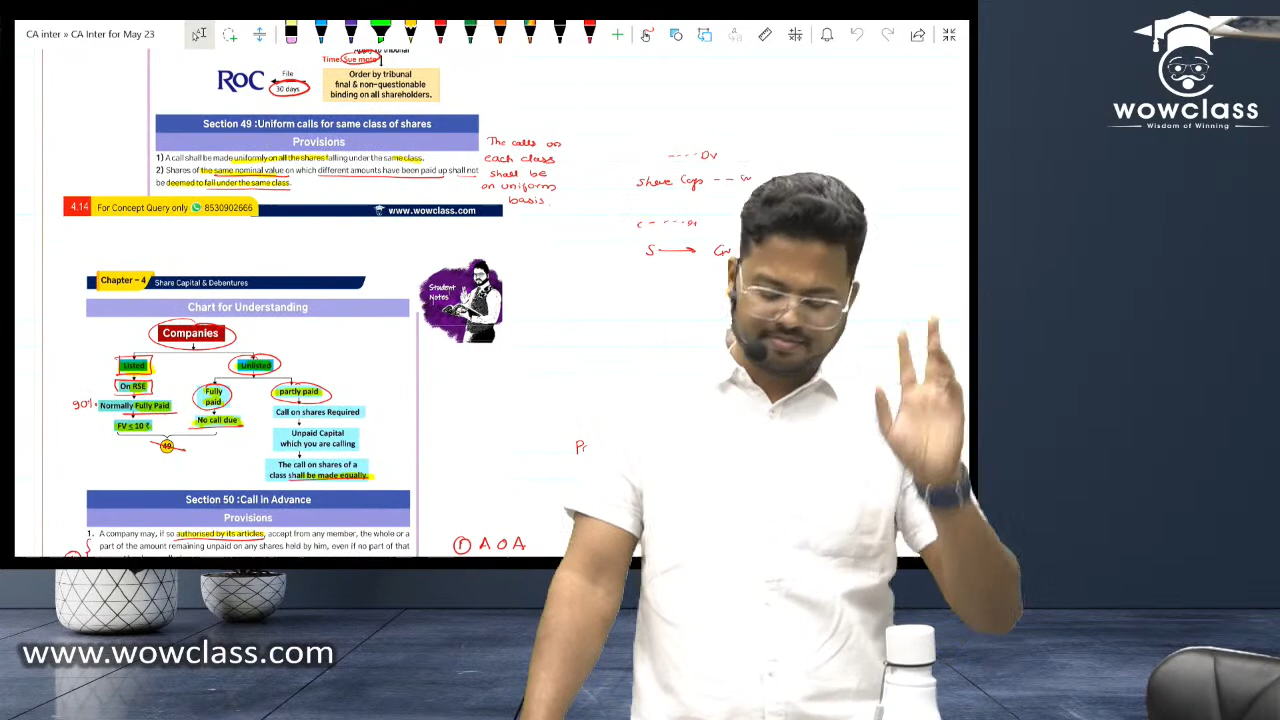 CA inter » CA Inter for May 23
wowclass
Wisdom of Winning
Time: Sue moto
RoC
File
30 days
Order by tribunal
final & non-questionable
binding on all shareholders.
Section 49 :Uniform calls for same class of shares
Provisions
1) A call shall be made uniformly on all the shares falling under the same class.
2) Shares of the same nominal value on which different amounts have been paid up shall not
be deemed to fall under the same class.
The calls on
each class
shall be
on uniform
basis.
4.14
For Concept Query only 8530902666
www.wowclass.com
Chapter – 4
Share Capital & Debentures
Student
Notes
Chart for Understanding
Companies
Listed
Unlisted
On RSE
Fully
paid
partly paid
90%
Normally Fully Paid
No call due
Call on shares Required
FV ≤ 10 ₹
49
Unpaid Capital
which you are calling
The call on shares of a
class shall be made equally.
Section 50 :Call in Advance
Provisions
1. A company may, if so authorised by its articles, accept from any member, the whole or a
part of the amount remaining unpaid on any shares held by him, even if no part of that
AOA
www.wowclass.com